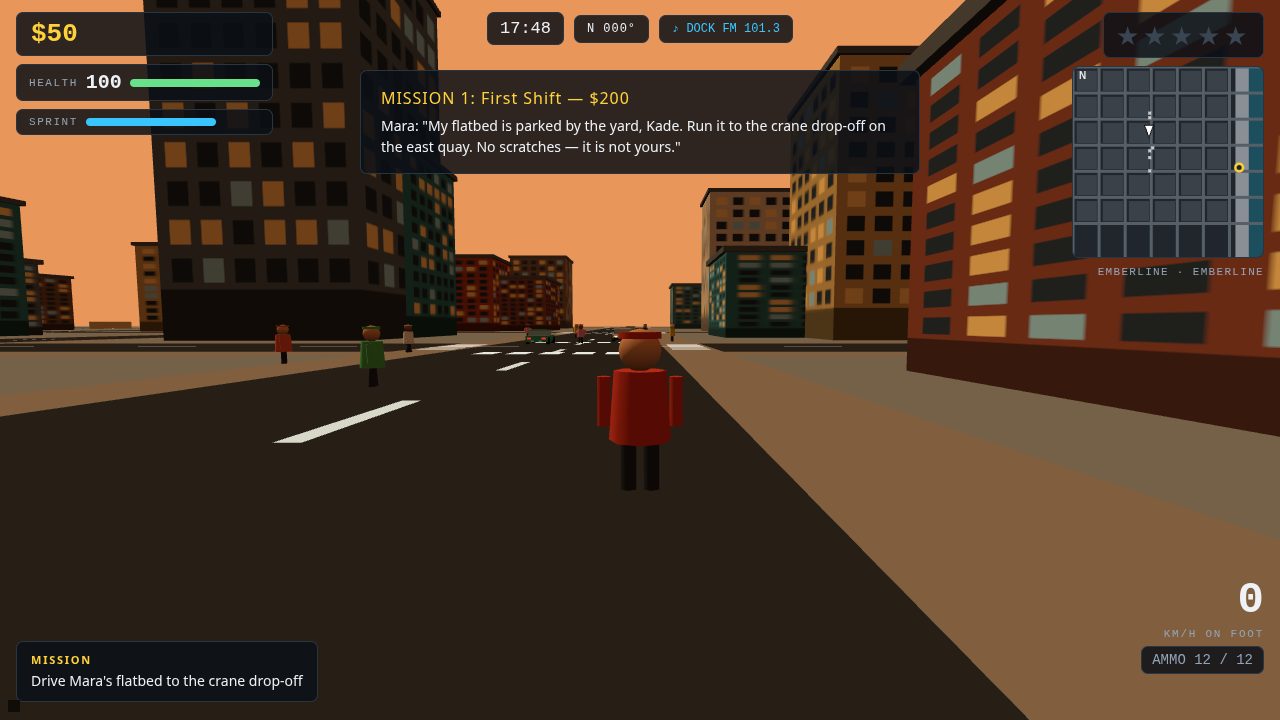 $50
HEALTH 100
SPRINT
17:48
N 000°
♪ DOCK FM 101.3
MISSION 1: First Shift — $200
Mara: "My flatbed is parked by the yard, Kade. Run it to the crane drop-off on
the east quay. No scratches — it is not yours."
N
EMBERLINE · EMBERLINE
0
KM/H ON FOOT
AMMO 12 / 12
MISSION
Drive Mara's flatbed to the crane drop-off